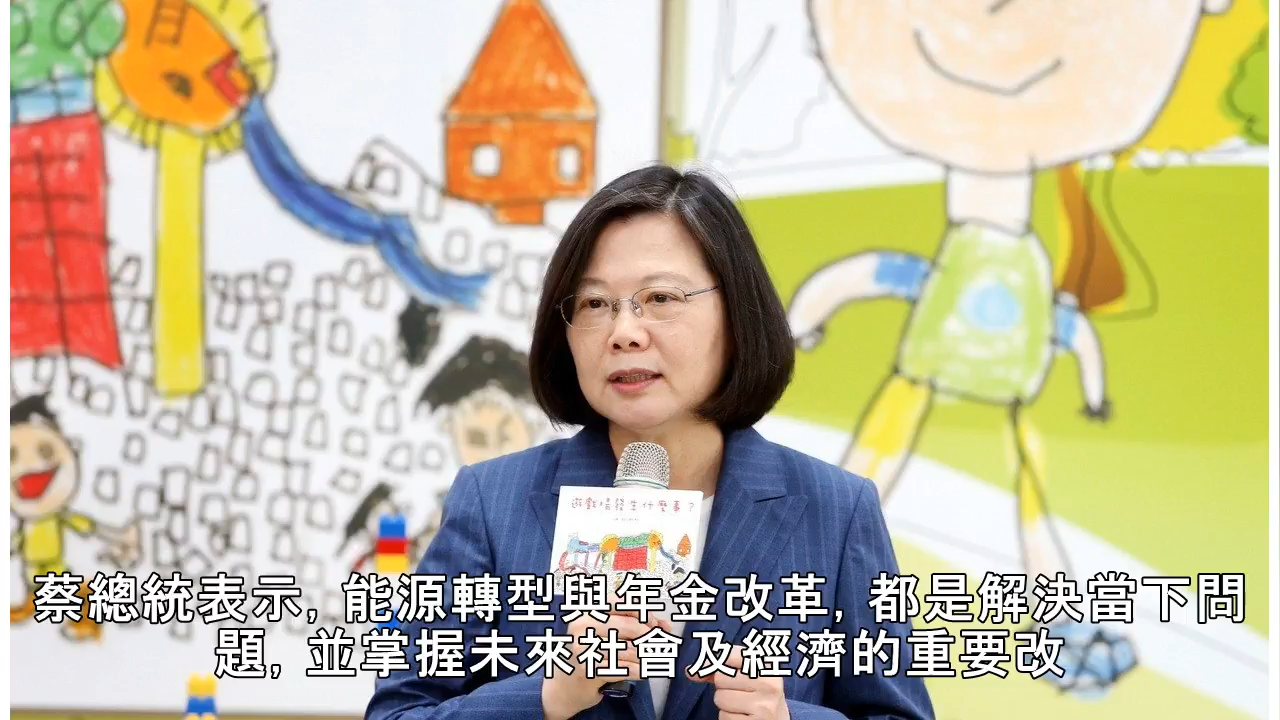 遊戲場發生什麼事？
蔡總統表示, 能源轉型與年金改革, 都是解決當下問
題, 並掌握未來社會及經濟的重要改